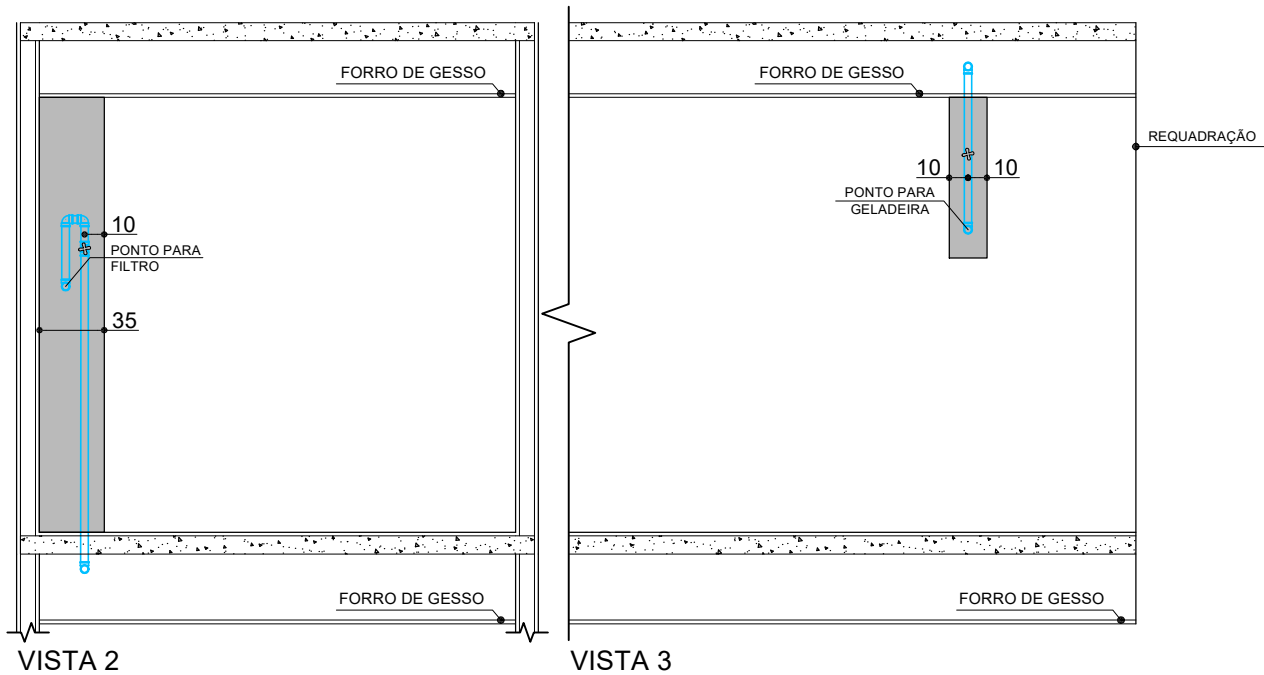 FORRO DE GESSO
FORRO DE GESSO
REQUADRAÇÃO
10
10
PONTO PARA
GELADEIRA
10
PONTO PARA
FILTRO
35
FORRO DE GESSO
FORRO DE GESSO
VISTA 2
VISTA 3